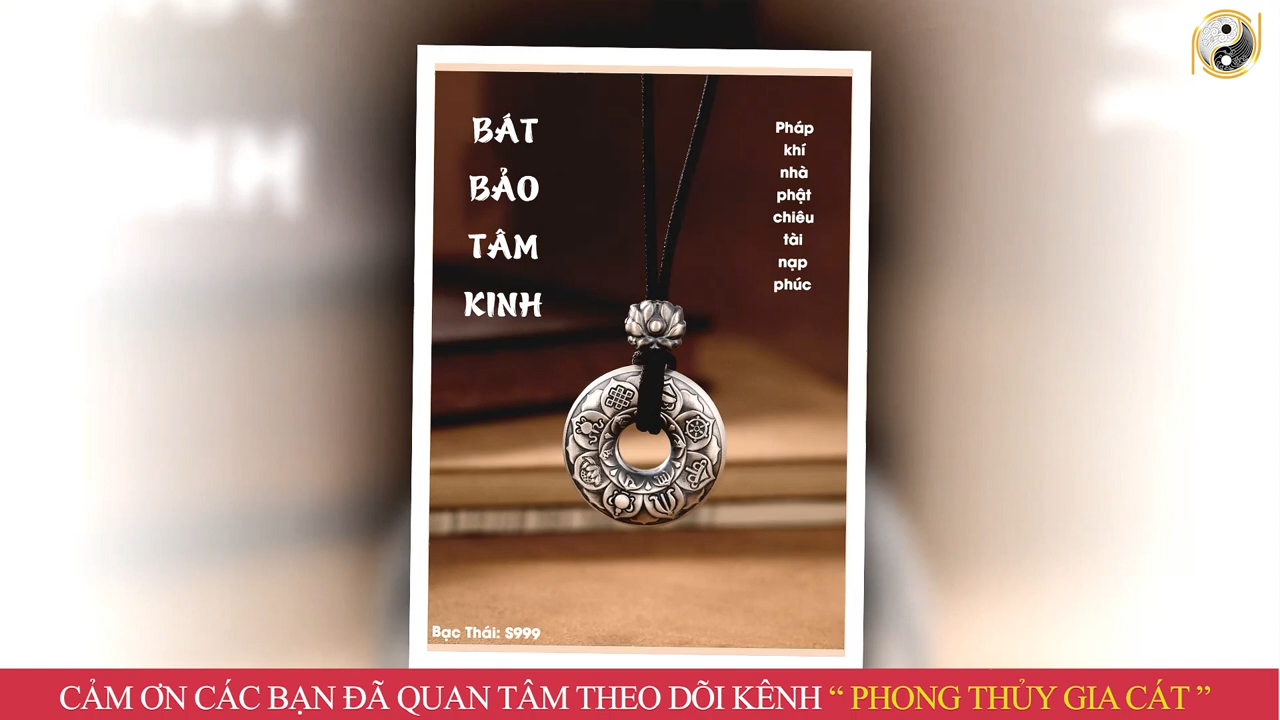 BÁT
BẢO
TÂM
KINH
Pháp
khí
nhà
phật
chiêu
tài
nạp
phúc
Bạc Thái: S999
CẢM ƠN CÁC BẠN ĐÃ QUAN TÂM THEO DÕI KÊNH “ PHONG THỦY GIA CÁT ”